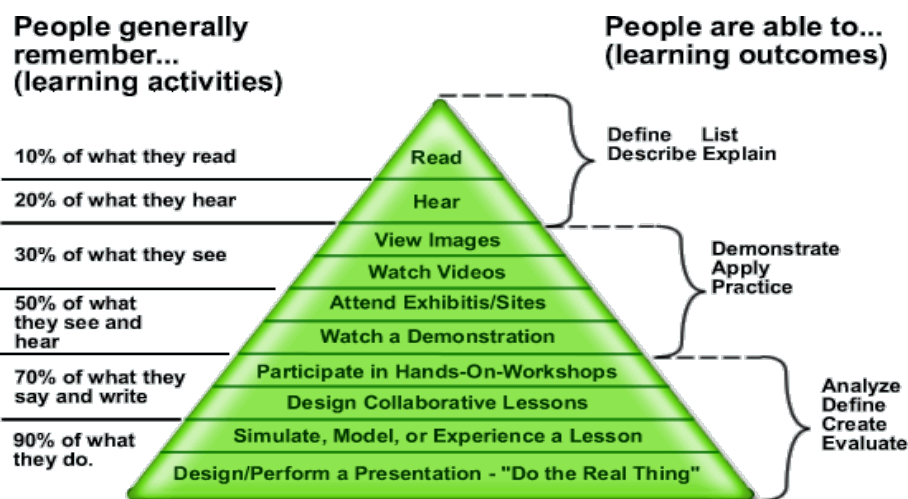 People generally
remember...
(learning activities)
People are able to...
(learning outcomes)
10% of what they read
20% of what they hear
30% of what they see
50% of what
they see and
hear
70% of what they
say and write
90% of what
they do.
Read
Hear
View Images
Watch Videos
Attend Exhibitis/Sites
Watch a Demonstration
Participate in Hands-On-Workshops
Design Collaborative Lessons
Simulate, Model, or Experience a Lesson
Design/Perform a Presentation - "Do the Real Thing"
Define List
Describe Explain
Demonstrate
Apply
Practice
Analyze
Define
Create
Evaluate